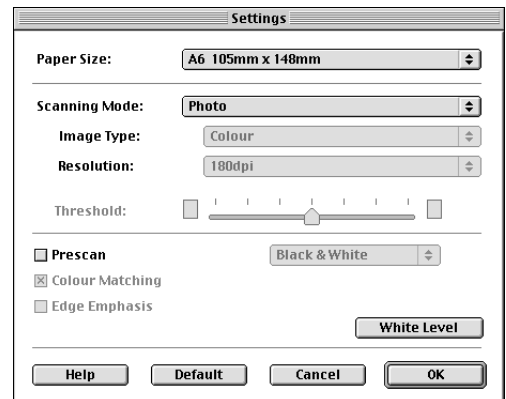 Settings
Paper Size: A6 105mm x 148mm
Scanning Mode: Photo
Image Type: Colour
Resolution: 180dpi
Threshold:
Prescan Black & White
Colour Matching
Edge Emphasis
White Level
Help Default Cancel OK